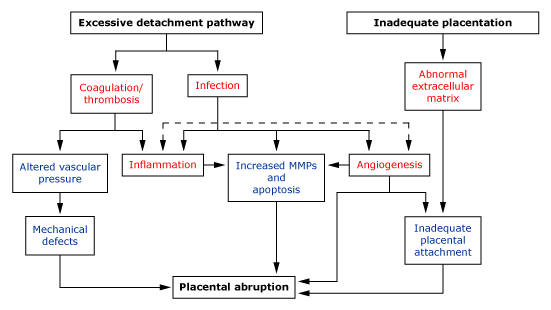 Excessive detachment pathway
Inadequate placentation
Coagulation/
thrombosis
Infection
Abnormal
extracellular
matrix
Altered vascular
pressure
Inflammation
Increased MMPs
and
apoptosis
Angiogenesis
Mechanical
defects
Inadequate
placental
attachment
Placental abruption